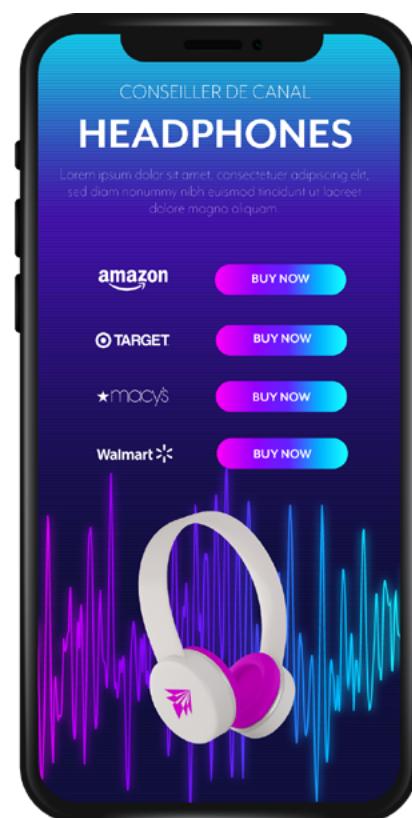 CONSEILLER DE CANAL
HEADPHONES
Lorem ipsum dolor sit amet, consectetuer adipiscing elit,
sed diam nonummy nibh euismod tincidunt ut laoreet
dolore magna aliquam.
amazon BUY NOW
TARGET BUY NOW
macy's BUY NOW
Walmart BUY NOW